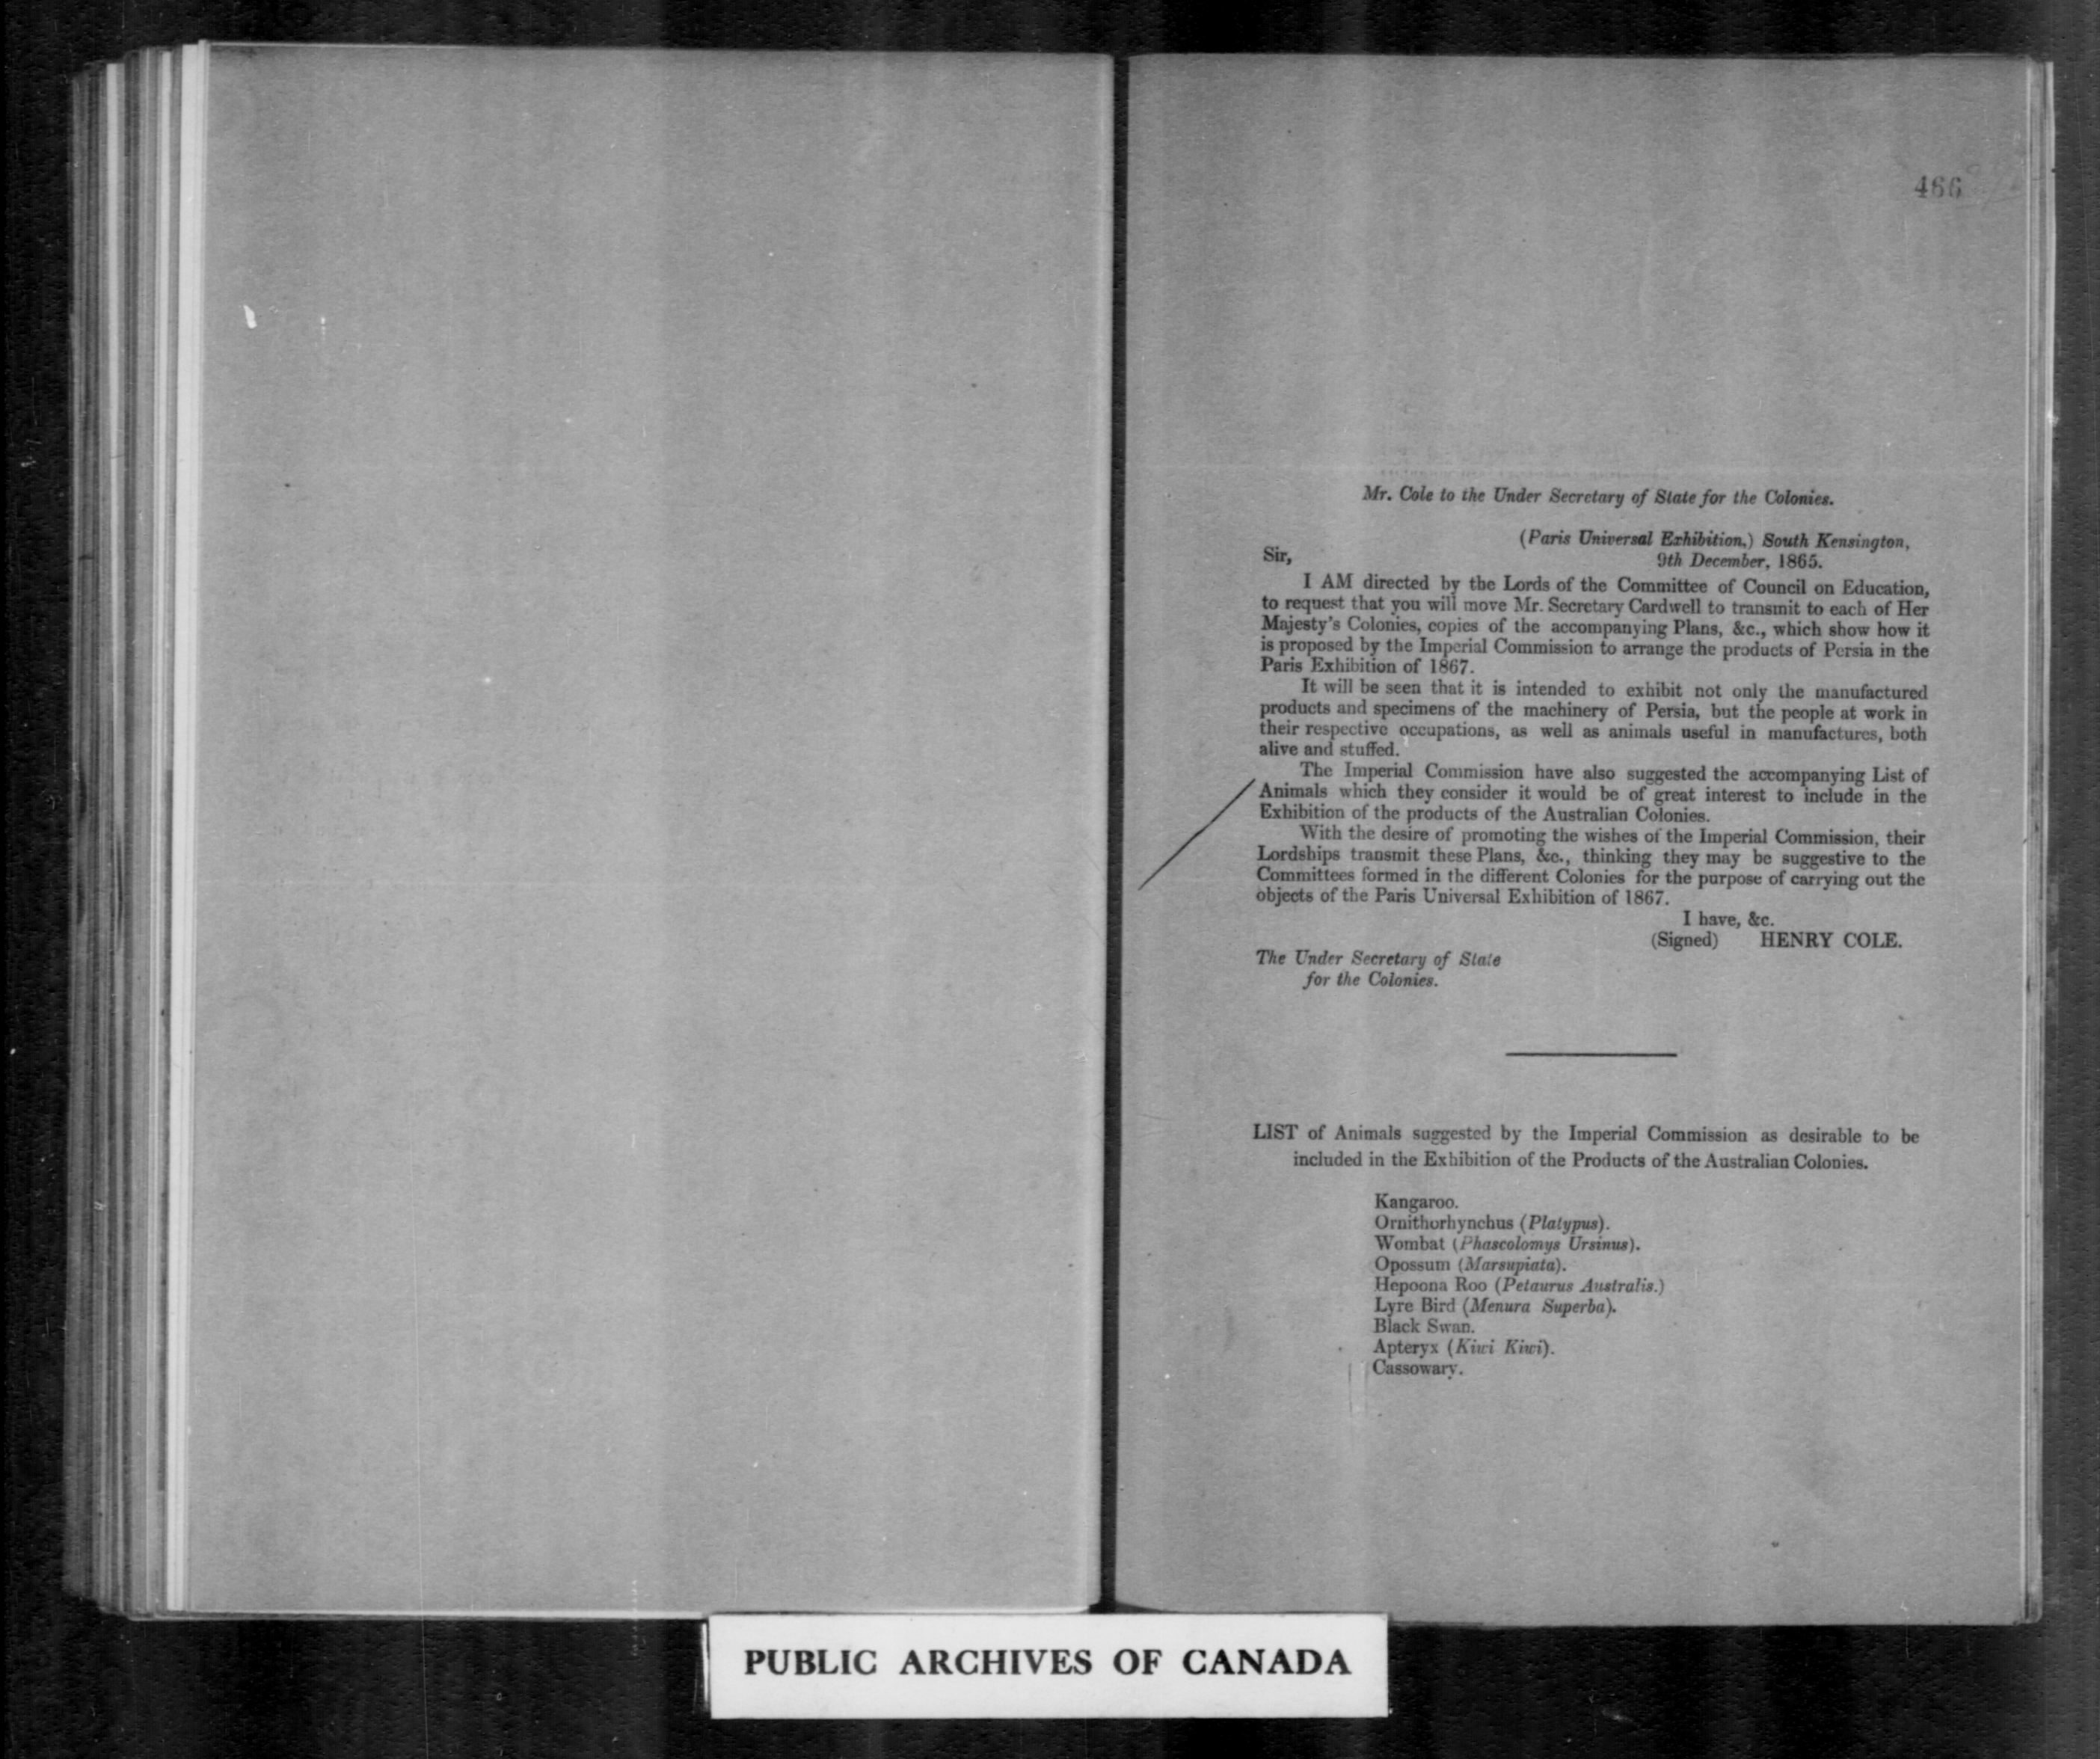 466
Mr. Cole to the Under Secretary of State for the Colonies.
(Paris Universal Exhibition,) South Kensington,
Sir,
9th December, 1865.
I AM directed by the Lords of the Committee of Council on Education,
to request that you will move Mr. Secretary Cardwell to transmit to each of Her
Majesty's Colonies, copies of the accompanying Plans, &c., which show how it
is proposed by the Imperial Commission to arrange the products of Persia in the
Paris Exhibition of 1867.
It will be seen that it is intended to exhibit not only the manufactured
products and specimens of the machinery of Persia, but the people at work in
their respective occupations, as well as animals useful in manufactures, both
alive and stuffed.
The Imperial Commission have also suggested the accompanying List of
Animals which they consider it would be of great interest to include in the
Exhibition of the products of the Australian Colonies.
With the desire of promoting the wishes of the Imperial Commission, their
Lordships transmit these Plans, &c., thinking they may be suggestive to the
Committees formed in the different Colonies for the purpose of carrying out the
objects of the Paris Universal Exhibition of 1867.
I have, &c.
(Signed) HENRY COLE.
The Under Secretary of State
for the Colonies.
LIST of Animals suggested by the Imperial Commission as desirable to be
included in the Exhibition of the Products of the Australian Colonies.
Kangaroo.
Ornithorhynchus (Platypus).
Wombat (Phascolomys Ursinus).
Opossum (Marsupiata).
Hepoona Roo (Petaurus Australis.)
Lyre Bird (Menura Superba).
Black Swan.
Apteryx (Kiwi Kiwi).
Cassowary.
PUBLIC ARCHIVES OF CANADA